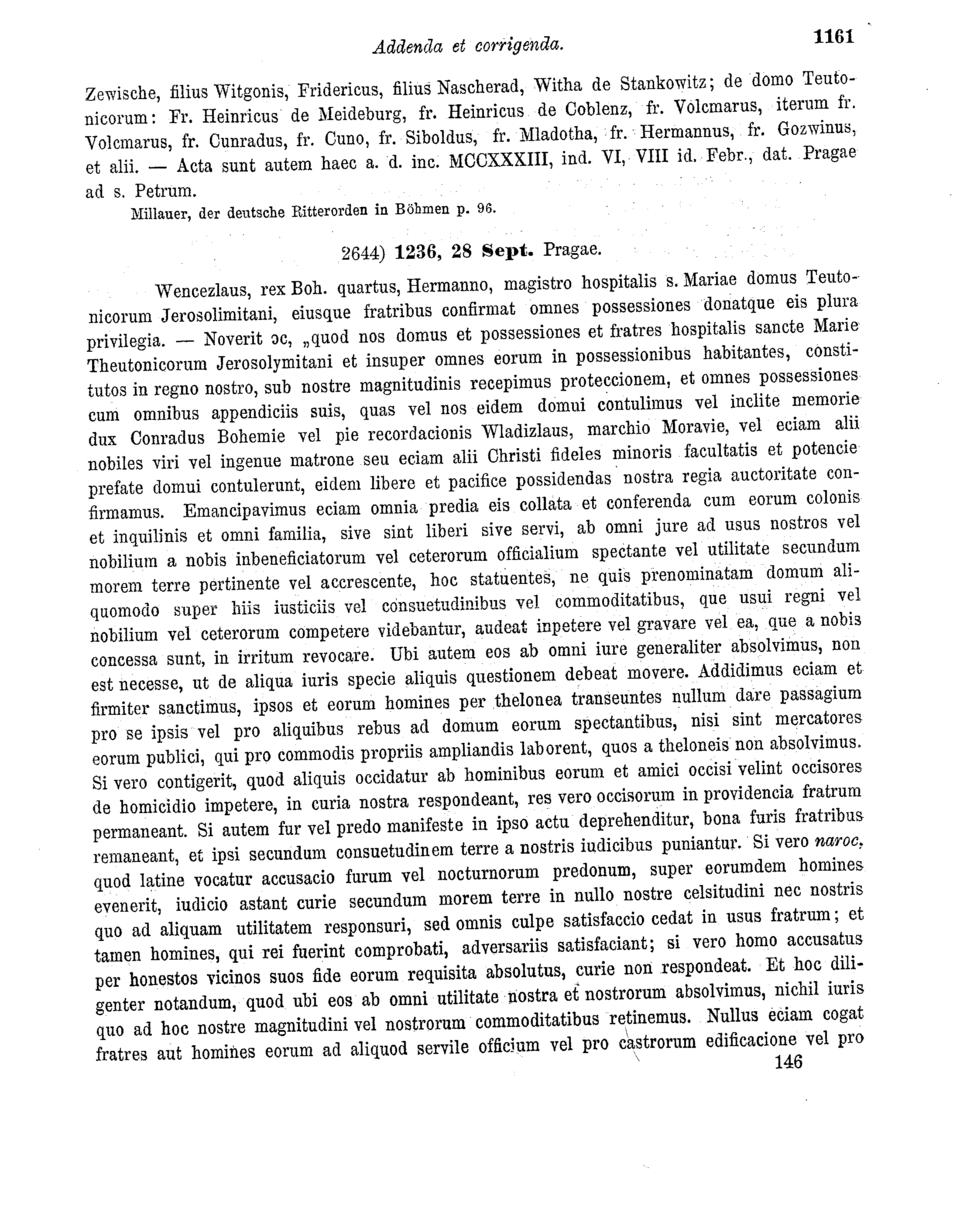 Addenda et corrigenda. 1161
Zewische, filius Witgonis, Fridericus, filius Nascherad, Witha de Stankowitz; de domo Teuto-
nicorum: Fr. Heinricus de Meideburg, fr. Heinricus de Coblenz, fr. Volcmarus, iterum fr.
Volcmarus, fr. Cunradus, fr. Cuno, fr. Siboldus, fr. Mladotha, fr. Hermannus, fr. Gozwinus,
et alii. — Acta sunt autem haec a. d. inc. MCCXXXIII, ind. VI, VIII id. Febr., dat. Pragae
ad s. Petrum.
Millauer, der deutsche Ritterorden in Böhmen p. 96.
2644) 1236, 28 Sept. Pragae.
Wencezlaus, rex Boh. quartus, Hermanno, magistro hospitalis s. Mariae domus Teuto-
nicorum Jerosolimitani, eiusque fratribus confirmat omnes possessiones donatque eis plura
privilegia. — Noverit ɔc, „quod nos domus et possessiones et fratres hospitalis sancte Marie
Theutonicorum Jerosolymitani et insuper omnes eorum in possessionibus habitantes, consti-
tutos in regno nostro, sub nostre magnitudinis recepimus proteccionem, et omnes possessiones
cum omnibus appendiciis suis, quas vel nos eidem domui contulimus vel inclite memorie
dux Conradus Bohemie vel pie recordacionis Wladizlaus, marchio Moravie, vel eciam alii
nobiles viri vel ingenue matrone seu eciam alii Christi fideles minoris facultatis et potencie
prefate domui contulerunt, eidem libere et pacifice possidendas nostra regia auctoritate con-
firmamus. Emancipavimus eciam omnia predia eis collata et conferenda cum eorum colonis
et inquilinis et omni familia, sive sint liberi sive servi, ab omni jure ad usus nostros vel
nobilium a nobis inbeneficiatorum vel ceterorum officialium spectante vel utilitate secundum
morem terre pertinente vel accrescente, hoc statuentes, ne quis prenominatam domum ali-
quomodo super hiis iusticiis vel consuetudinibus vel commoditatibus, que usui regni vel
nobilium vel ceterorum competere videbantur, audeat inpetere vel gravare vel ea, que a nobis
concessa sunt, in irritum revocare. Ubi autem eos ab omni iure generaliter absolvimus, non
est necesse, ut de aliqua iuris specie aliquis questionem debeat movere. Addidimus eciam et
firmiter sanctimus, ipsos et eorum homines per thelonea transeuntes nullum dare passagium
pro se ipsis vel pro aliquibus rebus ad domum eorum spectantibus, nisi sint mercatores
eorum publici, qui pro commodis propriis ampliandis laborent, quos a theloneis non absolvimus.
Si vero contigerit, quod aliquis occidatur ab hominibus eorum et amici occisi velint occisores
de homicidio impetere, in curia nostra respondeant, res vero occisorum in providencia fratrum
permaneant. Si autem fur vel predo manifeste in ipso actu deprehenditur, bona furis fratribus
remaneant, et ipsi secundum consuetudinem terre a nostris iudicibus puniantur. Si vero naroc,
quod latine vocatur accusacio furum vel nocturnorum predonum, super eorumdem homines
evenerit, iudicio astant curie secundum morem terre in nullo nostre celsitudini nec nostris
quo ad aliquam utilitatem responsuri, sed omnis culpe satisfaccio cedat in usus fratrum; et
tamen homines, qui rei fuerint comprobati, adversariis satisfaciant; si vero homo accusatus
per honestos vicinos suos fide eorum requisita absolutus, curie non respondeat. Et hoc dili-
genter notandum, quod ubi eos ab omni utilitate nostra et nostrorum absolvimus, nichil iuris
quo ad hoc nostre magnitudini vel nostrorum commoditatibus retinemus. Nullus eciam cogat
fratres aut homines eorum ad aliquod servile officium vel pro castrorum edificacione vel pro
146